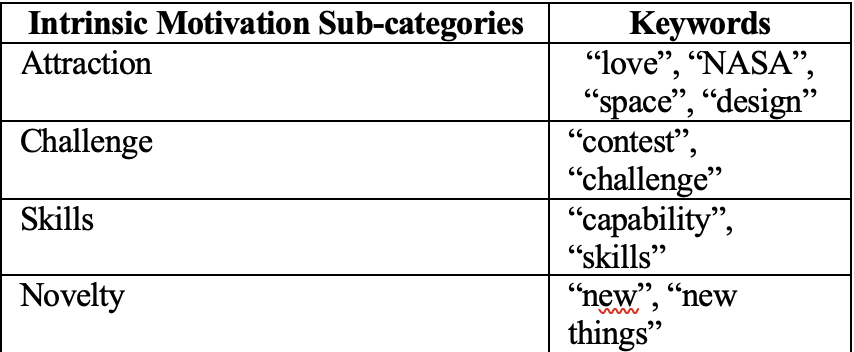 Intrinsic Motivation Sub-categories Keywords
Attraction “love”, “NASA”,
“space”, “design”
Challenge “contest”,
“challenge”
Skills “capability”,
“skills”
Novelty “new”, “new
things”